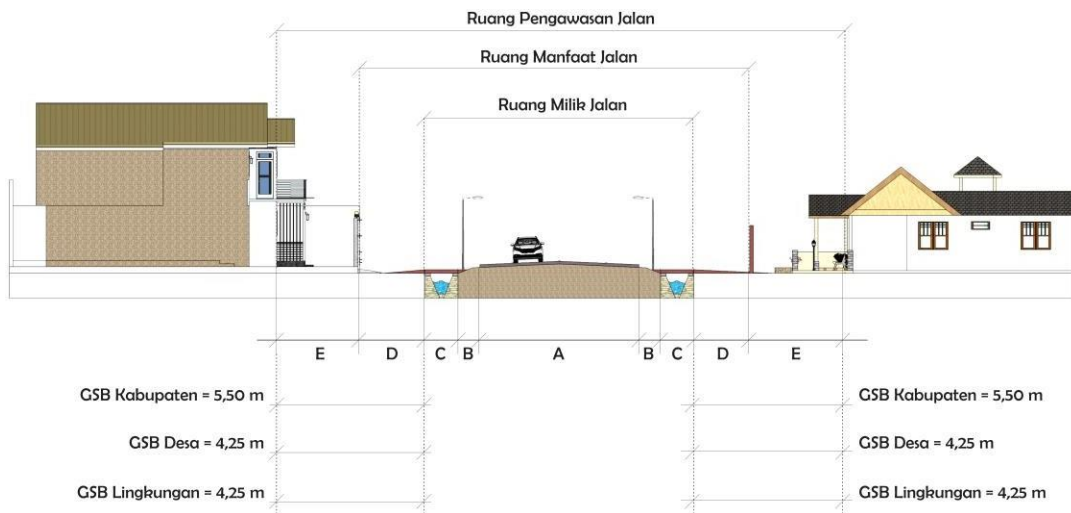 Ruang Pengawasan Jalan
Ruang Manfaat Jalan
Ruang Milik Jalan
E D C B A B C D E
GSB Kabupaten = 5,50 m GSB Kabupaten = 5,50 m
GSB Desa = 4,25 m GSB Desa = 4,25 m
GSB Lingkungan = 4,25 m GSB Lingkungan = 4,25 m